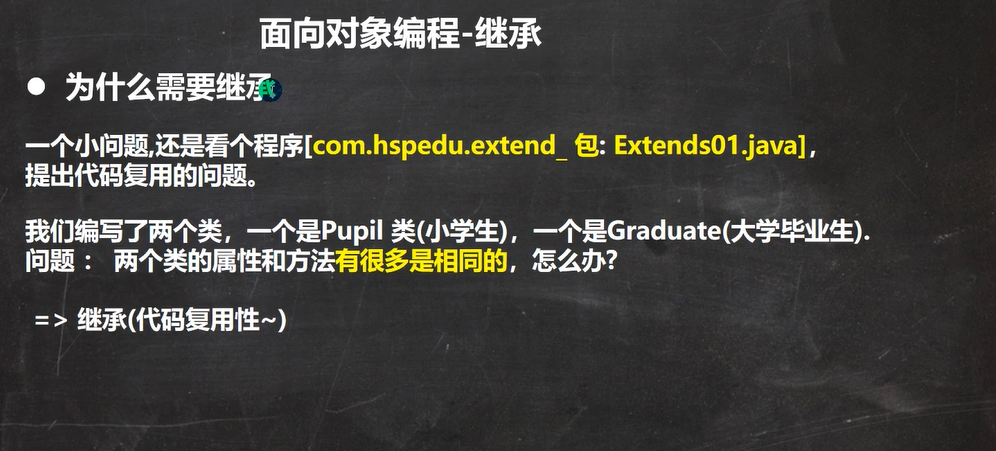 面向对象编程-继承
● 为什么需要继承
一个小问题,还是看个程序[com.hspedu.extend_ 包: Extends01.java]，
提出代码复用的问题。
我们编写了两个类，一个是Pupil 类(小学生)，一个是Graduate(大学毕业生).
问题： 两个类的属性和方法有很多是相同的，怎么办?
=> 继承(代码复用性~)